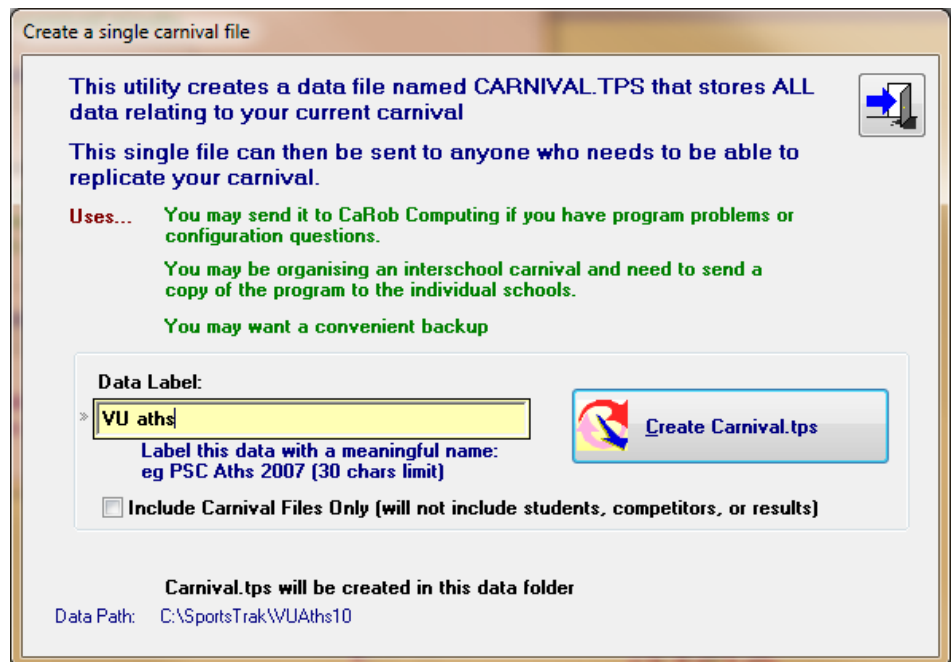 Create a single carnival file
This utility creates a data file named CARNIVAL.TPS that stores ALL
data relating to your current carnival
This single file can then be sent to anyone who needs to be able to
replicate your carnival.
Uses... You may send it to CaRob Computing if you have program problems or
configuration questions.
You may be organising an interschool carnival and need to send a
copy of the program to the individual schools.
You may want a convenient backup
Data Label:
» VU aths
Create Carnival.tps
Label this data with a meaningful name:
eg PSC Aths 2007 (30 chars limit)
Include Carnival Files Only (will not include students, competitors, or results)
Carnival.tps will be created in this data folder
Data Path: C:\SportsTrak\VUAths10